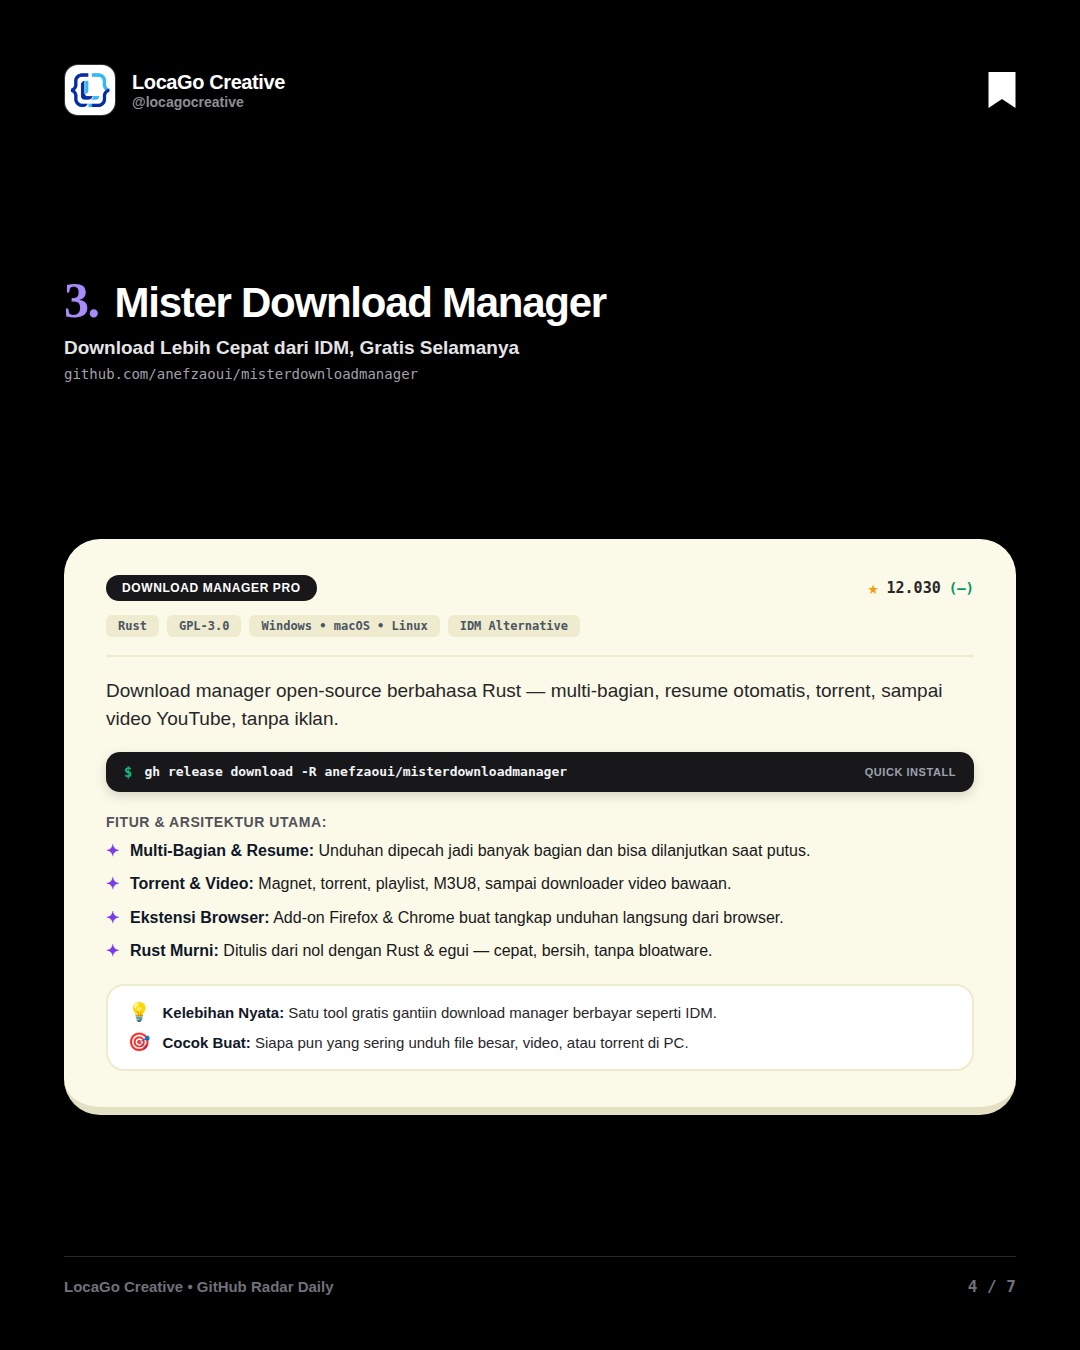 LocaGo Creative
@locagocreative
3. Mister Download Manager
Download Lebih Cepat dari IDM, Gratis Selamanya
github.com/anefzaoui/misterdownloadmanager
DOWNLOAD MANAGER PRO
★ 12.030 (—)
Rust GPL-3.0 Windows • macOS • Linux IDM Alternative
Download manager open-source berbahasa Rust — multi-bagian, resume otomatis, torrent, sampai
video YouTube, tanpa iklan.
$ gh release download -R anefzaoui/misterdownloadmanager QUICK INSTALL
FITUR & ARSITEKTUR UTAMA:
✦ Multi-Bagian & Resume: Unduhan dipecah jadi banyak bagian dan bisa dilanjutkan saat putus.
✦ Torrent & Video: Magnet, torrent, playlist, M3U8, sampai downloader video bawaan.
✦ Ekstensi Browser: Add-on Firefox & Chrome buat tangkap unduhan langsung dari browser.
✦ Rust Murni: Ditulis dari nol dengan Rust & egui — cepat, bersih, tanpa bloatware.
💡 Kelebihan Nyata: Satu tool gratis gantiin download manager berbayar seperti IDM.
🎯 Cocok Buat: Siapa pun yang sering unduh file besar, video, atau torrent di PC.
LocaGo Creative • GitHub Radar Daily
4 / 7